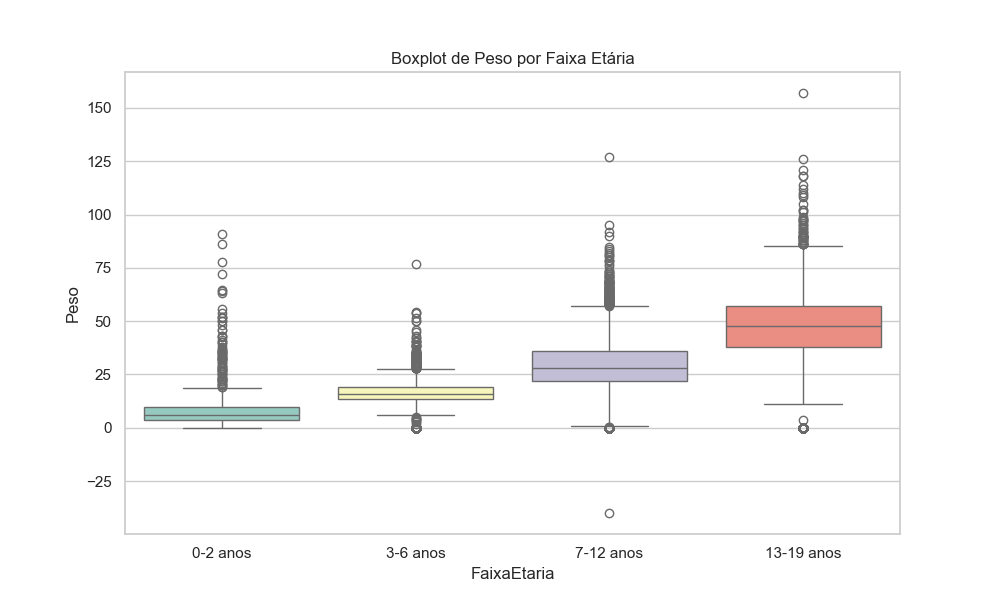 Boxplot de Peso por Faixa Etária
150
125
100
75
50
25
0
−25
Peso
0-2 anos
3-6 anos
7-12 anos
13-19 anos
FaixaEtaria